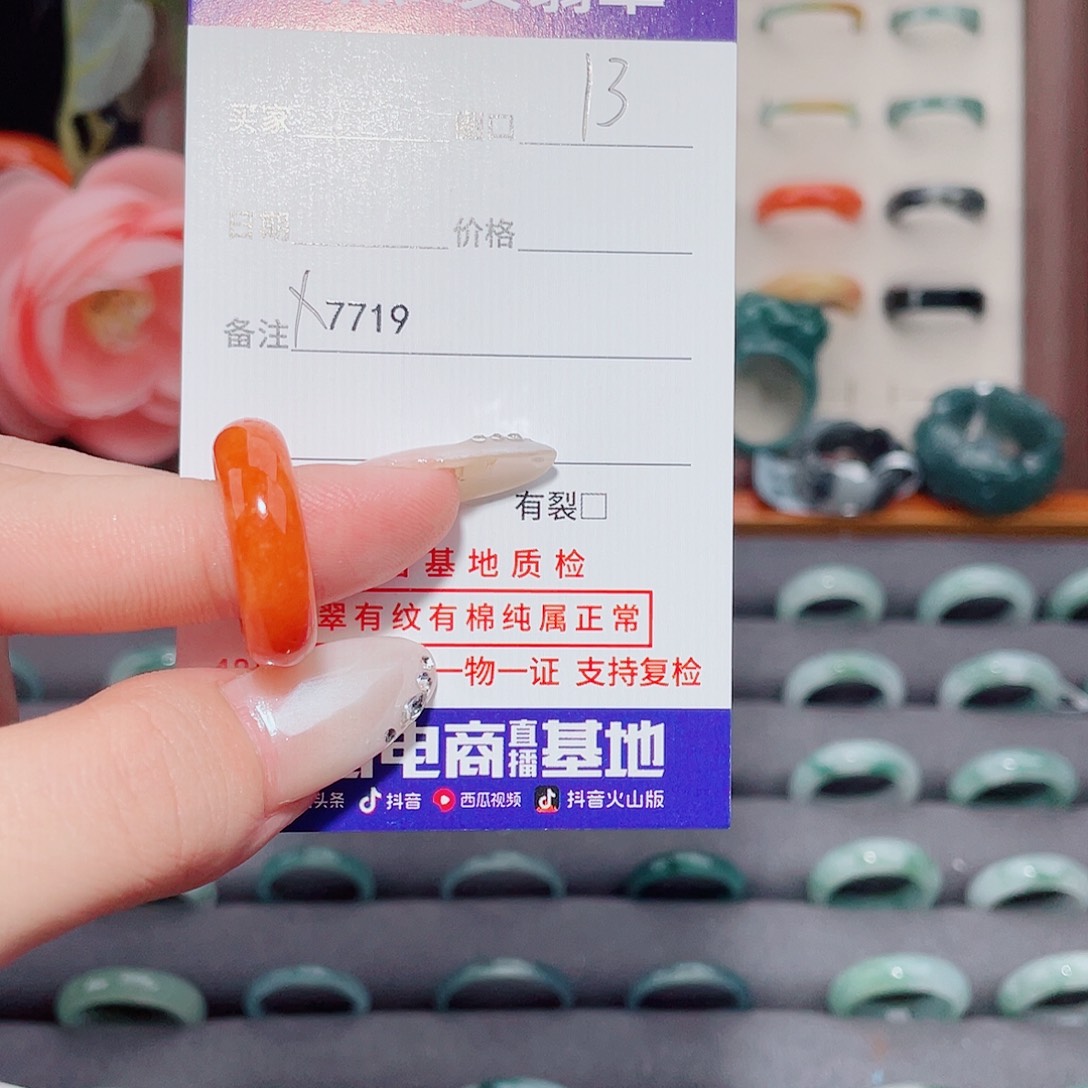 买家 圈口 13
日期 价格
备注 X7719
有裂□
基地质检
翠有纹有棉纯属正常
一物一证 支持复检
电商直播基地
头条 抖音 西瓜视频 抖音火山版